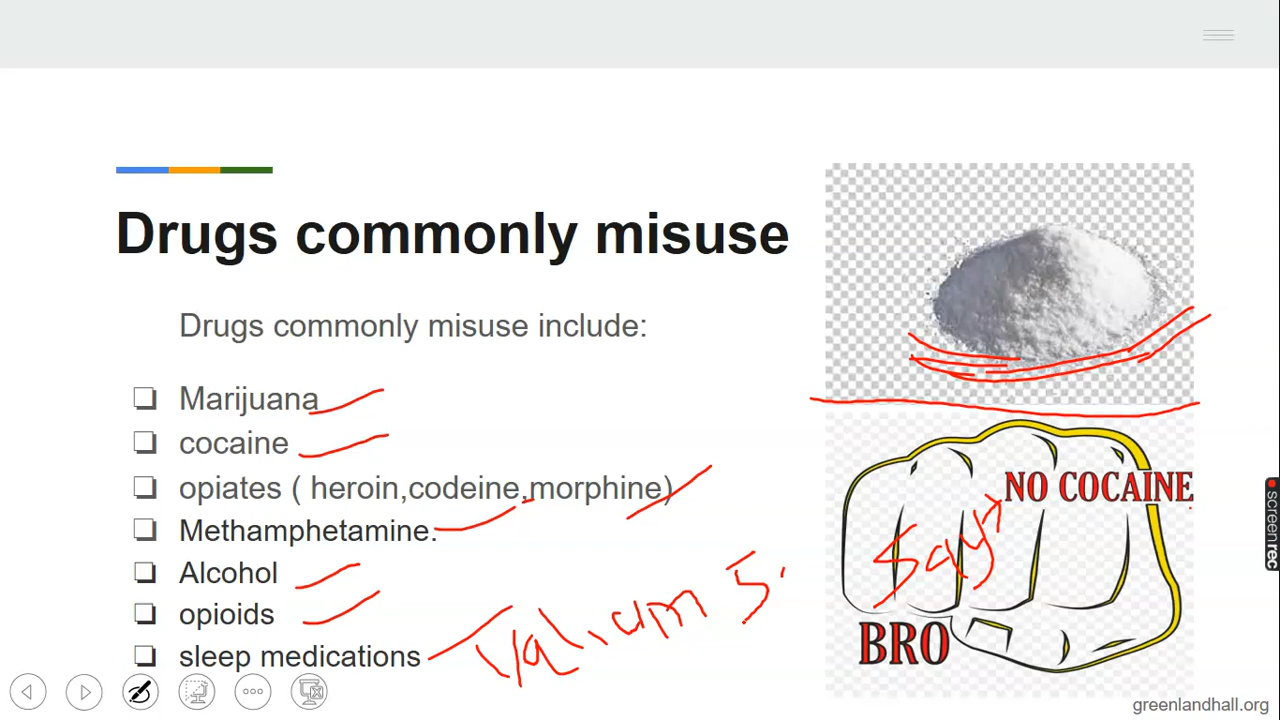 Drugs commonly misuse
Drugs commonly misuse include:
Marijuana
cocaine
opiates ( heroin,codeine,morphine)
Methamphetamine.
Alcohol
opioids
sleep medications
Valium 5
NO COCAINE
Say
BRO
greenlandhall.org
screenrec